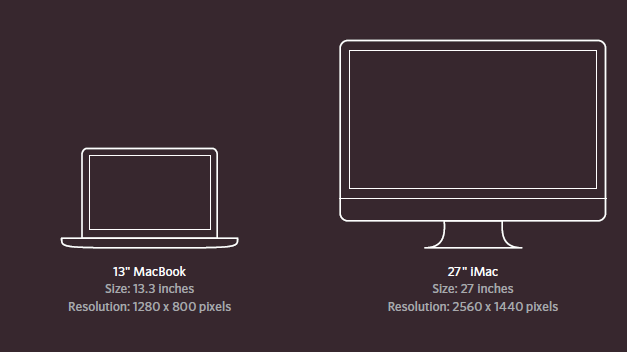 13" MacBook
Size: 13.3 inches
Resolution: 1280 x 800 pixels
27" iMac
Size: 27 inches
Resolution: 2560 x 1440 pixels